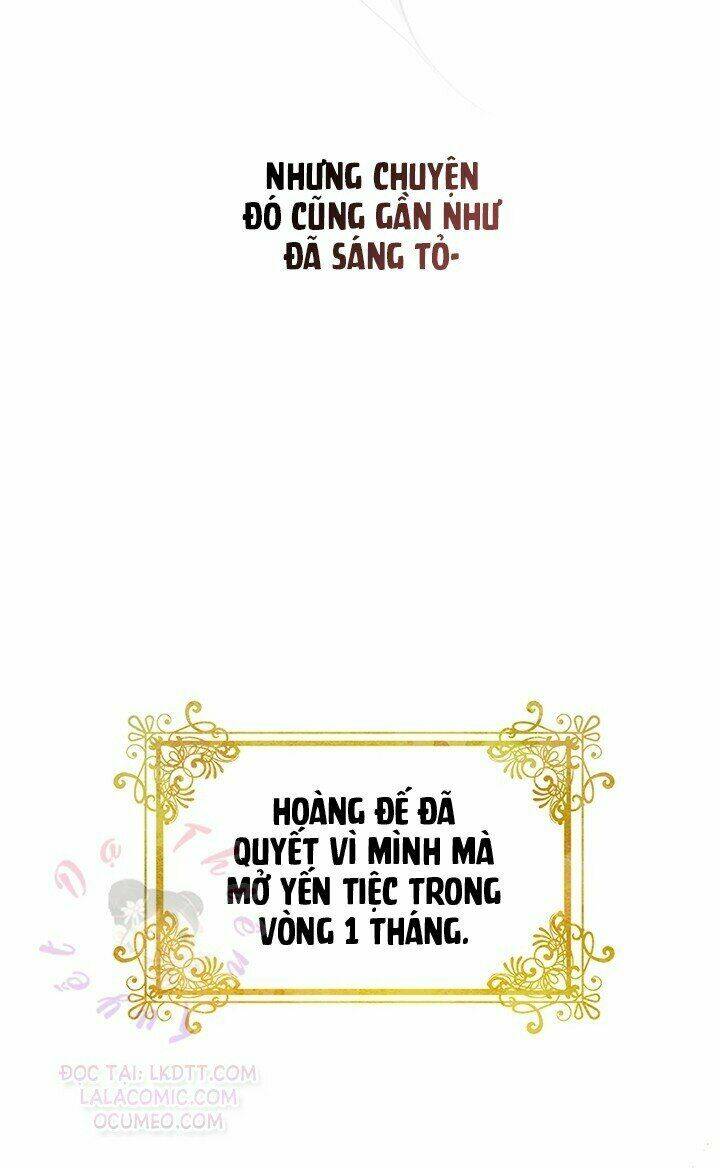 NHƯNG CHUYỆN
ĐÓ CŨNG GẦN NHƯ
ĐÃ SÁNG TỎ-
HOÀNG ĐẾ ĐÃ
QUYẾT VÌ MÌNH MÀ
MỞ YẾN TIỆC TRONG
VÒNG 1 THÁNG.
ĐỌC TẠI: LKDTT.COM
LALACOMIC.COM
OCUMEO.COM